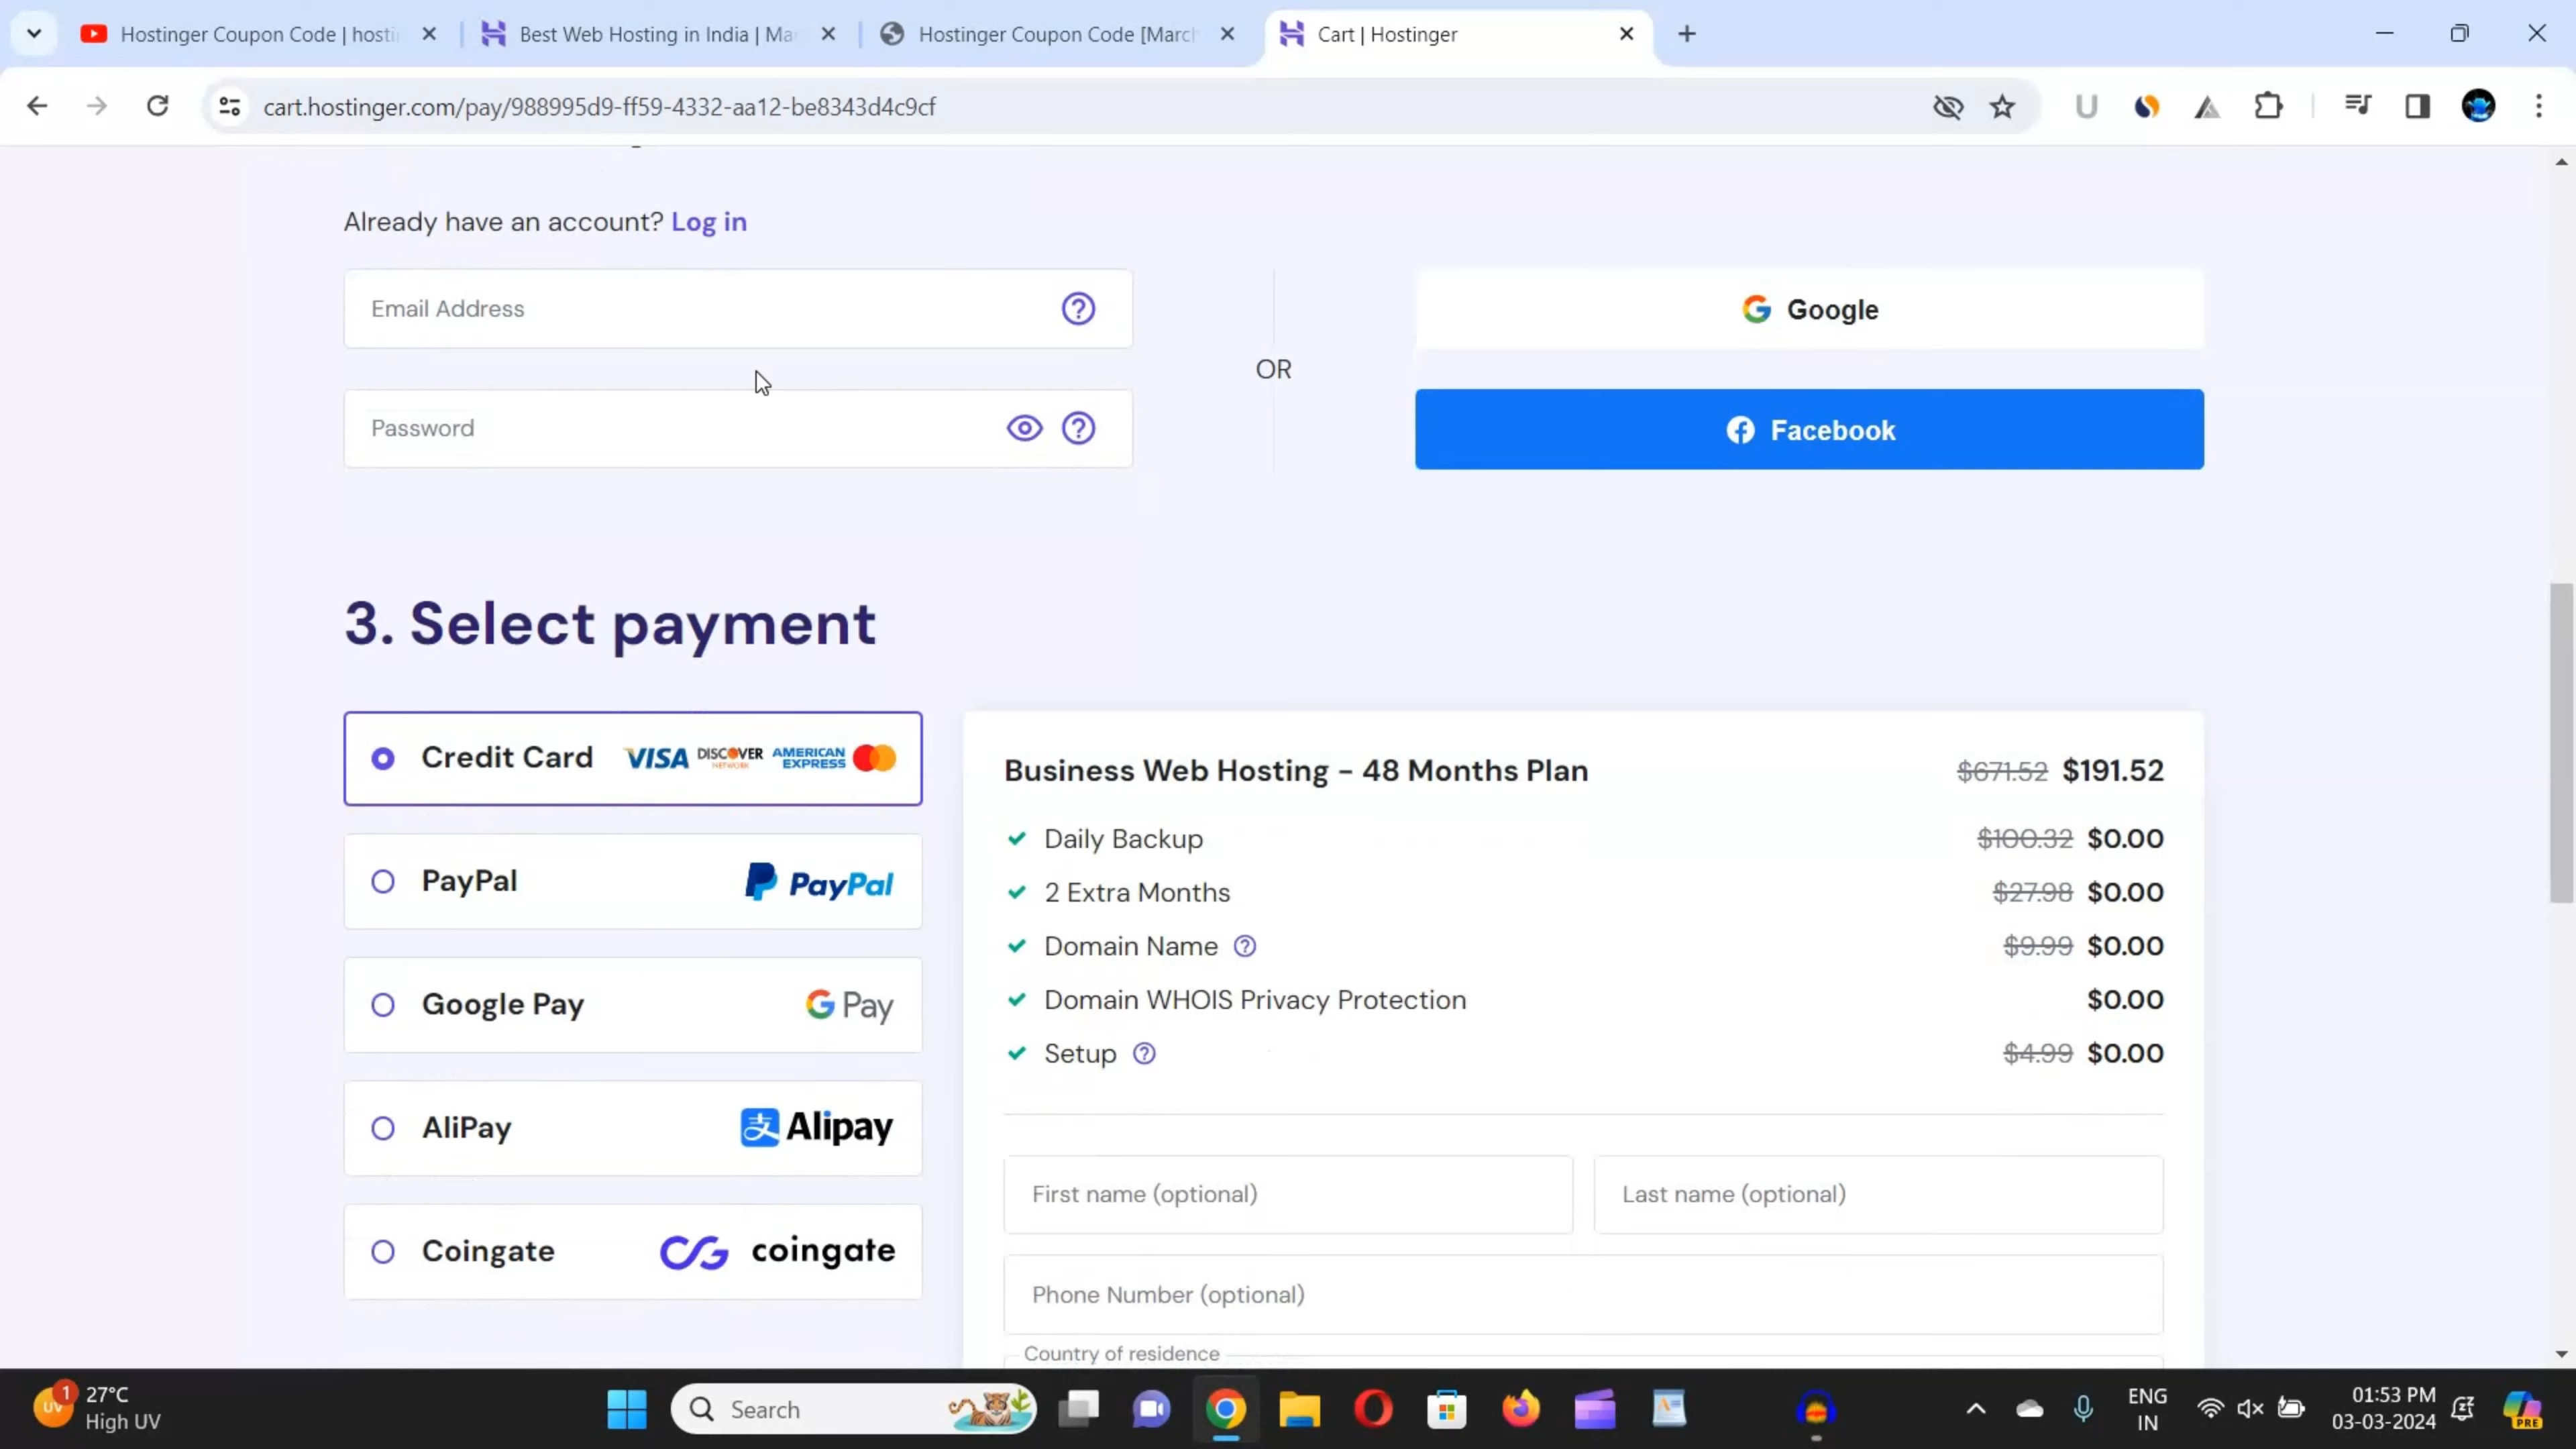 Hostinger Coupon Code | hosti
Best Web Hosting in India | Ma
Hostinger Coupon Code [Marc
Cart | Hostinger
cart.hostinger.com/pay/988995d9-ff59-4332-aa12-be8343d4c9cf
Already have an account? Log in
Email Address
Google
OR
Password
Facebook
3. Select payment
Credit Card VISA DISCOVER NETWORK AMERICAN EXPRESS
PayPal PayPal
Google Pay G Pay
AliPay 支 Alipay
Coingate CG coingate
Business Web Hosting - 48 Months Plan $671.52 $191.52
Daily Backup $100.32 $0.00
2 Extra Months $27.98 $0.00
Domain Name $9.99 $0.00
Domain WHOIS Privacy Protection $0.00
Setup $4.99 $0.00
First name (optional) Last name (optional)
Phone Number (optional)
Country of residence
1
UV
27°C
High UV
Search
ENG
IN
01:53 PM
03-03-2024
PRE